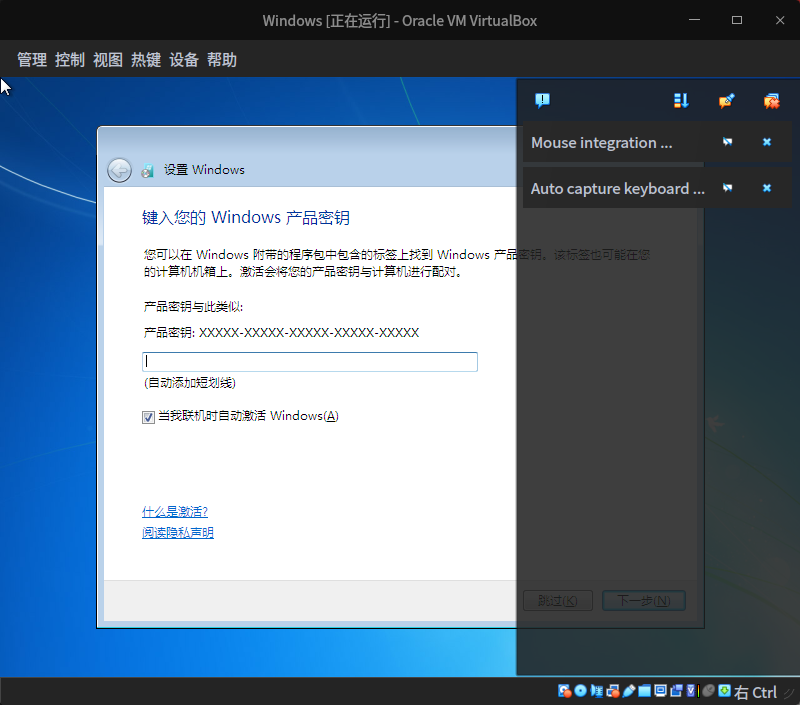 Windows [正在运行] - Oracle VM VirtualBox
管理 控制 视图 热键 设备 帮助
Mouse integration ...
Auto capture keyboard ...
设置 Windows
键入您的 Windows 产品密钥
您可以在 Windows 附带的程序包中包含的标签上找到 Windows 产品密钥。该标签也可能在您
的计算机机箱上。激活会将您的产品密钥与计算机进行配对。
产品密钥与此类似:
产品密钥: XXXXX-XXXXX-XXXXX-XXXXX-XXXXX
(自动添加短划线)
当我联机时自动激活 Windows(A)
什么是激活?
阅读隐私声明
跳过(K) 下一步(N)
右 Ctrl